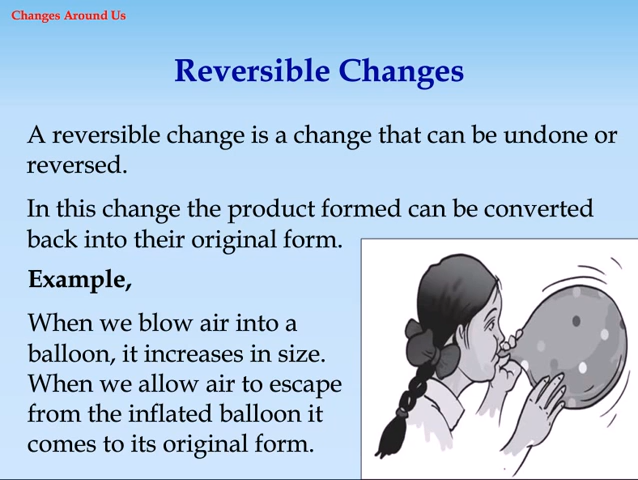 Changes Around Us
Reversible Changes
A reversible change is a change that can be undone or
reversed.
In this change the product formed can be converted
back into their original form.
Example,
When we blow air into a
balloon, it increases in size.
When we allow air to escape
from the inflated balloon it
comes to its original form.